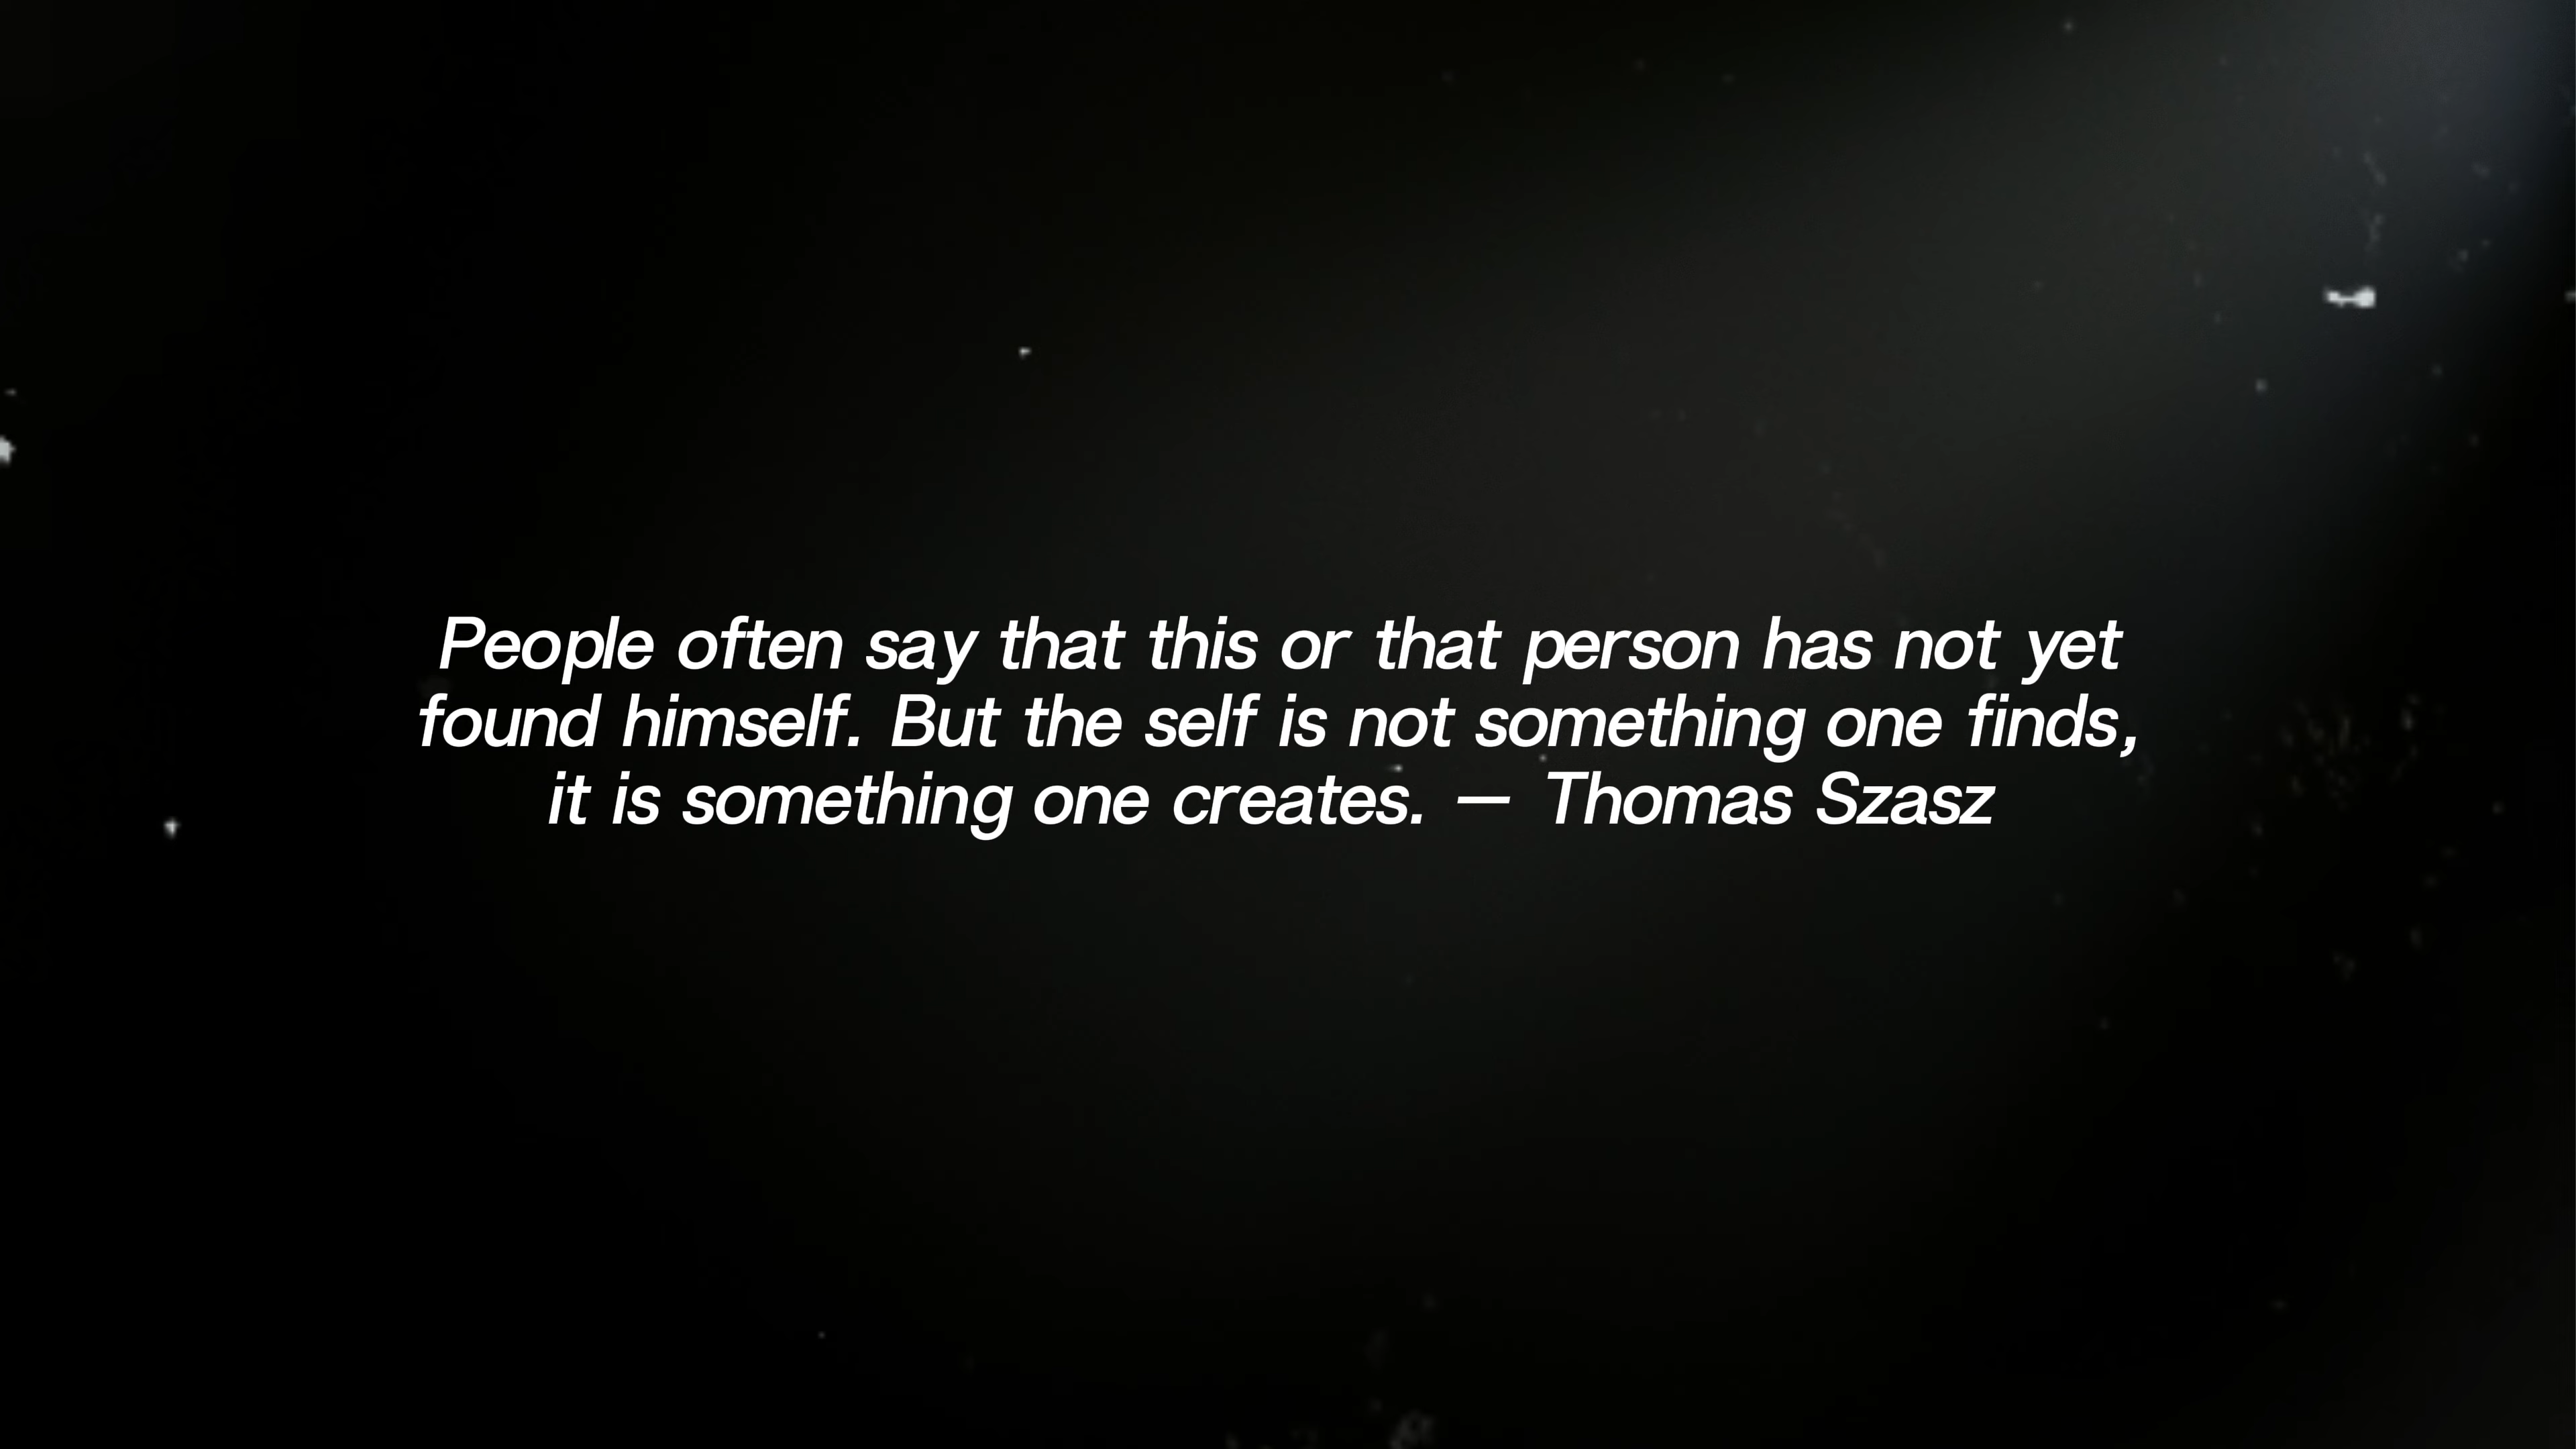 People often say that this or that person has not yet
found himself. But the self is not something one finds,
it is something one creates. — Thomas Szasz